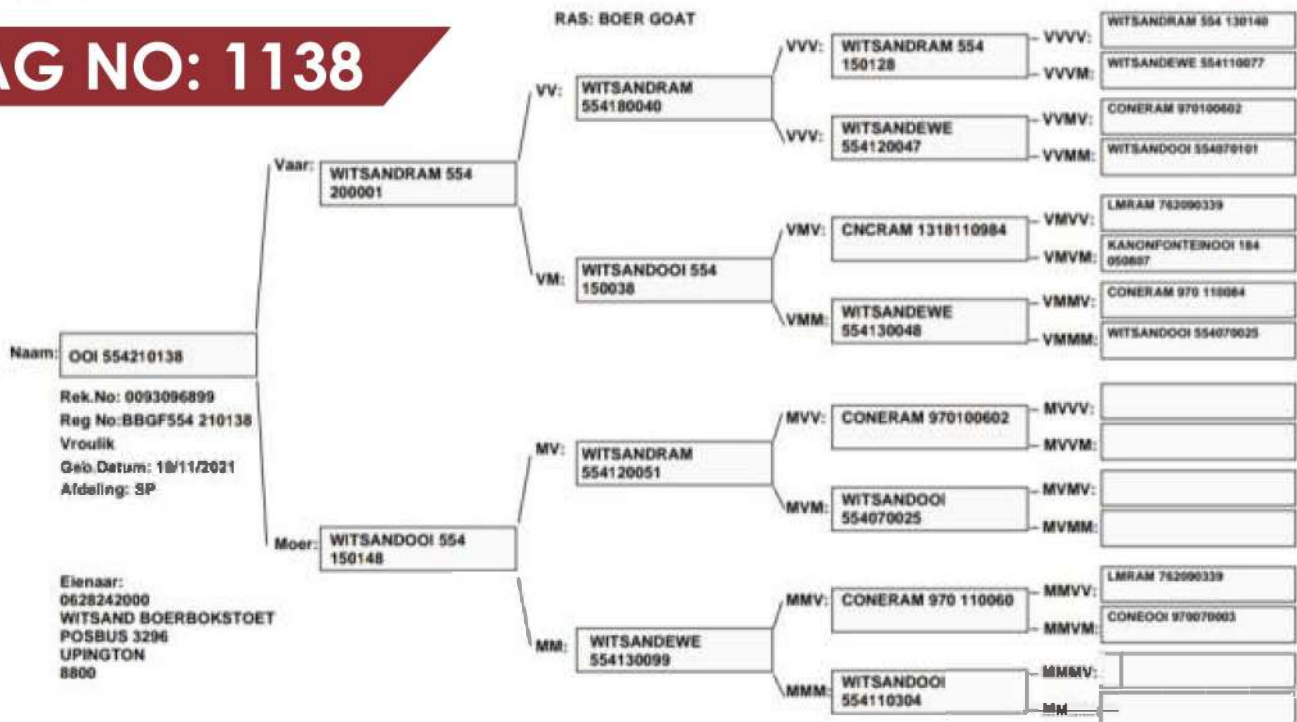 AG NO: 1138
RAS: BOER GOAT
Naam: OOI 554210138
Rek.No: 0093096899
Reg No:BBGF554 210138
Vroulik
Geb.Datum:
Afdeling: SP
Eienaar:
0628242000
WITSAND BOERBOKSTOET
POSBUS 3296
UPINGTON
8800
Vaar: WITSANDRAM 554
200001
Moer: WITSANDOOI 554
150148
VV: WITSANDRAM
554180040
VM: WITSANDOOI 554
150038
MV: WITSANDRAM
554120051
MM: WITSANDEWE
554130099
VVV: WITSANDRAM 554
150128
VVV: WITSANDEWE
554120047
VMV: CNCRAM 1318110984
VMM: WITSANDEWE
554130048
MVV: CONERAM 970100602
MVM: WITSANDOOI
554070025
MMV: CONERAM 970 110060
MMM: WITSANDOOI
554110304
VVVV: WITSANDRAM 554 130140
VVVM: WITSANDEWE 554110077
VVMV: CONERAM 970100602
VVMM: WITSANDOOI 554070101
VMVV: LMRAM 762090339
VMVM: KANONFONTEINOOI 184
050807
VMMV: CONERAM 970 110084
VMMM: WITSANDOOI 554070025
MVVV:
MVVM:
MVMV:
MVMM:
MMVV: LMRAM 762090339
MMVM: CONEOOI 970070003
MMMV:
MM